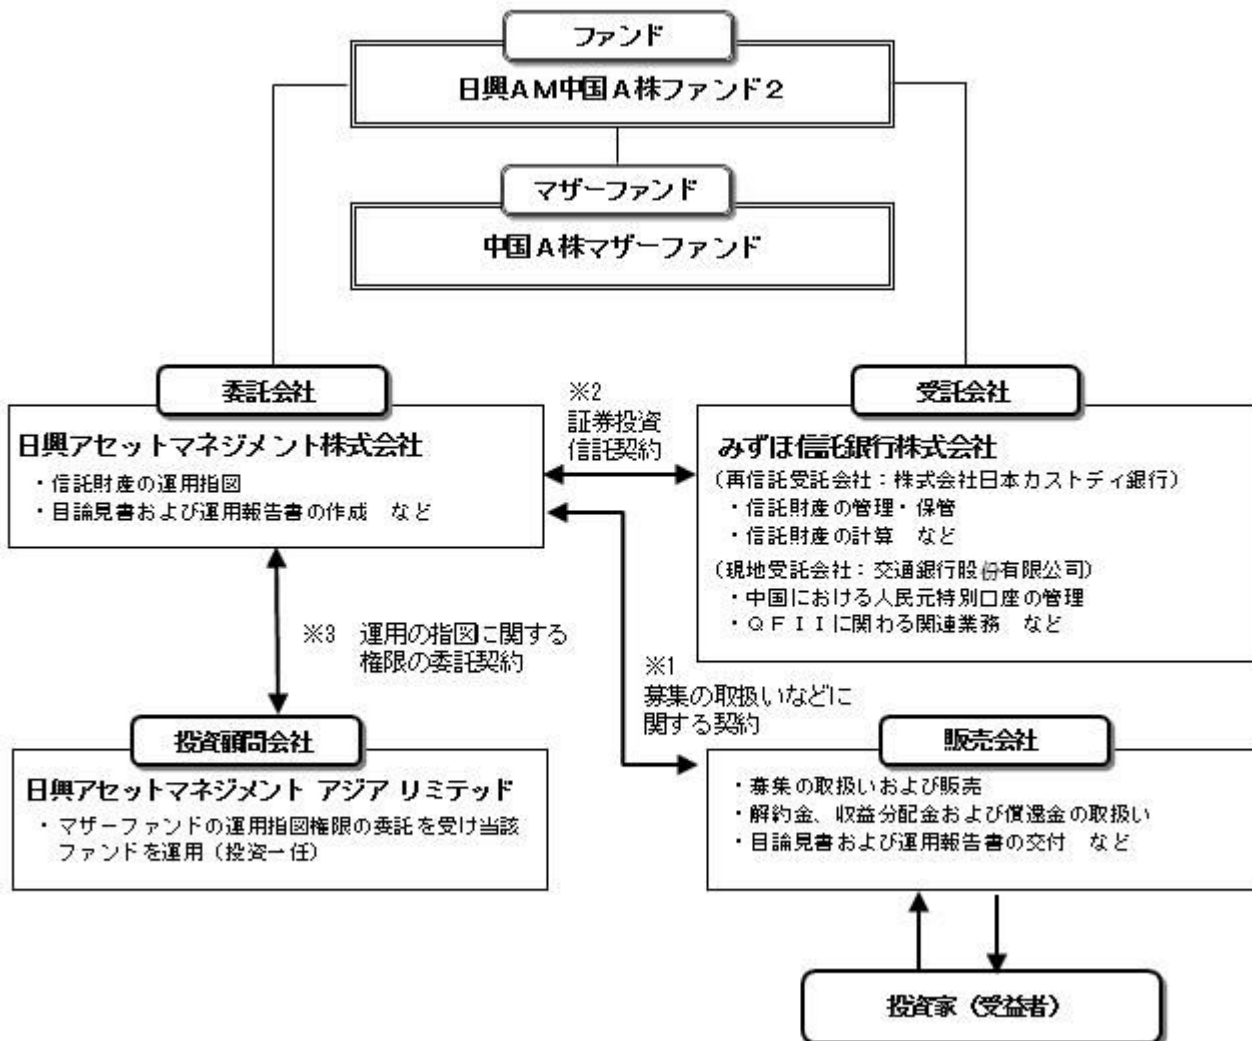 ファンド
日興AM中国A株ファンド2
マザーファンド
中国A株マザーファンド
委託会社
日興アセットマネジメント株式会社
・信託財産の運用指図
・目論見書および運用報告書の作成　など
※2
証券投資
信託契約
受託会社
みずほ信託銀行株式会社
(再信託受託会社：株式会社日本カストディ銀行)
・信託財産の管理・保管
・信託財産の計算　など
(現地受託会社：交通銀行股份有限公司)
・中国における人民元特別口座の管理
・QFIIに関わる関連業務　など
※3　運用の指図に関する
権限の委託契約
※1
募集の取扱いなどに
関する契約
投資顧問会社
日興アセットマネジメント アジア リミテッド
・マザーファンドの運用指図権限の委託を受け当該
ファンドを運用（投資一任）
販売会社
・募集の取扱いおよび販売
・解約金、収益分配金および償還金の取扱い
・目論見書および運用報告書の交付　など
投資家（受益者）